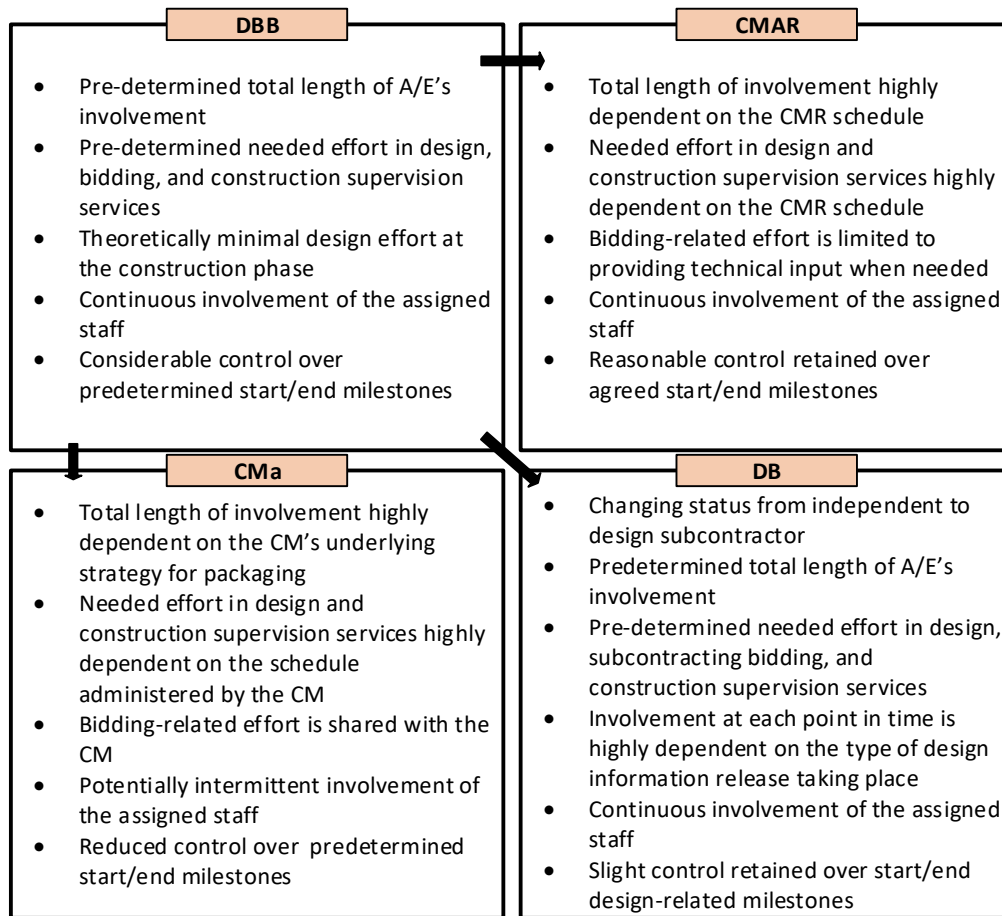 DBB
• Pre-determined total length of A/E’s
involvement
• Pre-determined needed effort in design,
bidding, and construction supervision
services
• Theoretically minimal design effort at
the construction phase
• Continuous involvement of the assigned
staff
• Considerable control over
predetermined start/end milestones
CMAR
• Total length of involvement highly
dependent on the CMR schedule
• Needed effort in design and
construction supervision services highly
dependent on the CMR schedule
• Bidding-related effort is limited to
providing technical input when needed
• Continuous involvement of the assigned
staff
• Reasonable control retained over
agreed start/end milestones
CMa
• Total length of involvement highly
dependent on the CM’s underlying
strategy for packaging
• Needed effort in design and
construction supervision services highly
dependent on the schedule
administered by the CM
• Bidding-related effort is shared with the
CM
• Potentially intermittent involvement of
the assigned staff
• Reduced control over predetermined
start/end milestones
DB
• Changing status from independent to
design subcontractor
• Predetermined total length of A/E’s
involvement
• Pre-determined needed effort in design,
subcontracting bidding, and
construction supervision services
• Involvement at each point in time is
highly dependent on the type of design
information release taking place
• Continuous involvement of the assigned
staff
• Slight control retained over start/end
design-related milestones